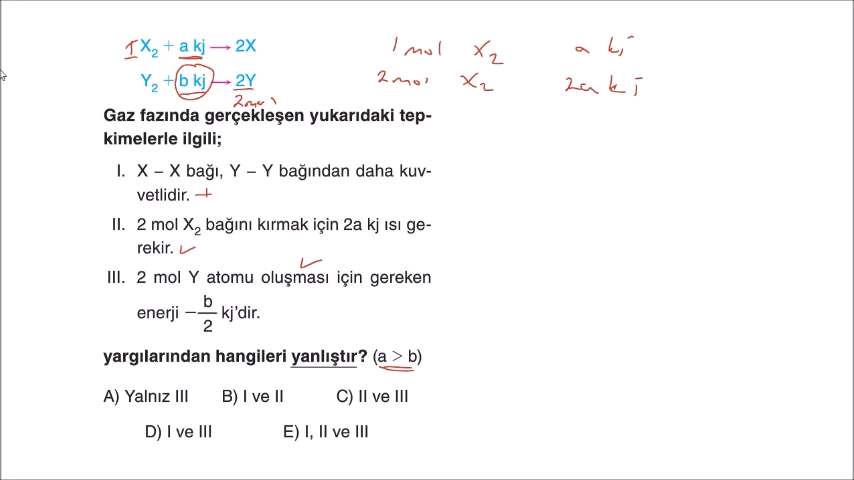 1 X₂ + a kj → 2X
Y₂ + b kj → 2Y
2mol
1 mol X₂ a kj
2 mol X₂ 2a kj
Gaz fazında gerçekleşen yukarıdaki tep-
kimelerle ilgili;
I. X – X bağı, Y – Y bağından daha kuv-
vetlidir. +
II. 2 mol X₂ bağını kırmak için 2a kj ısı ge-
rekir. ✓
III. 2 mol Y atomu oluşması için gereken ✓
enerji –b/2 kj’dir.
yargılarından hangileri yanlıştır? (a > b)
A) Yalnız III B) I ve II C) II ve III
D) I ve III E) I, II ve III